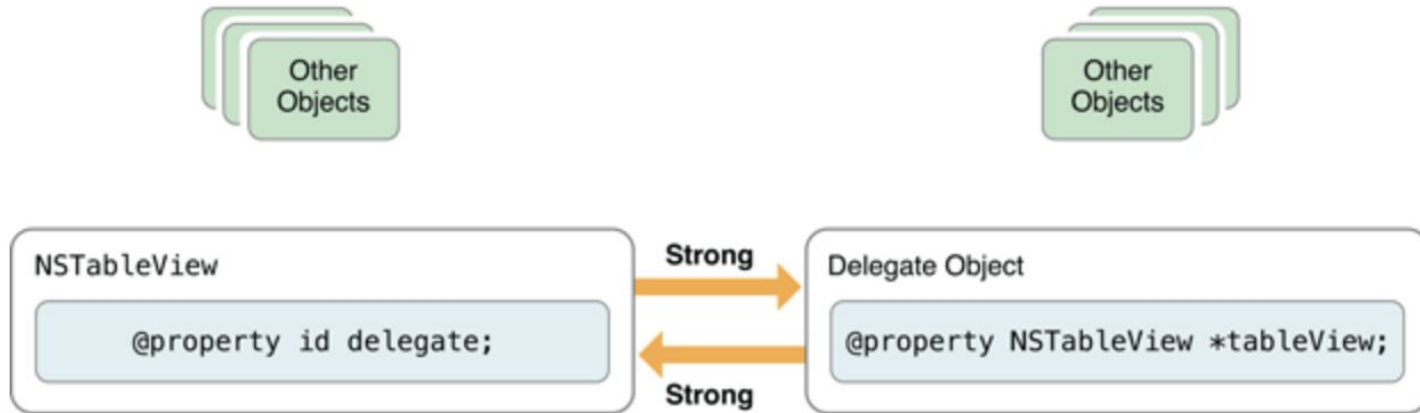 Other
Objects
Other
Objects
Strong
NSTableView
Delegate Object
@property id delegate;
@property NSTableView *tableView;
Strong